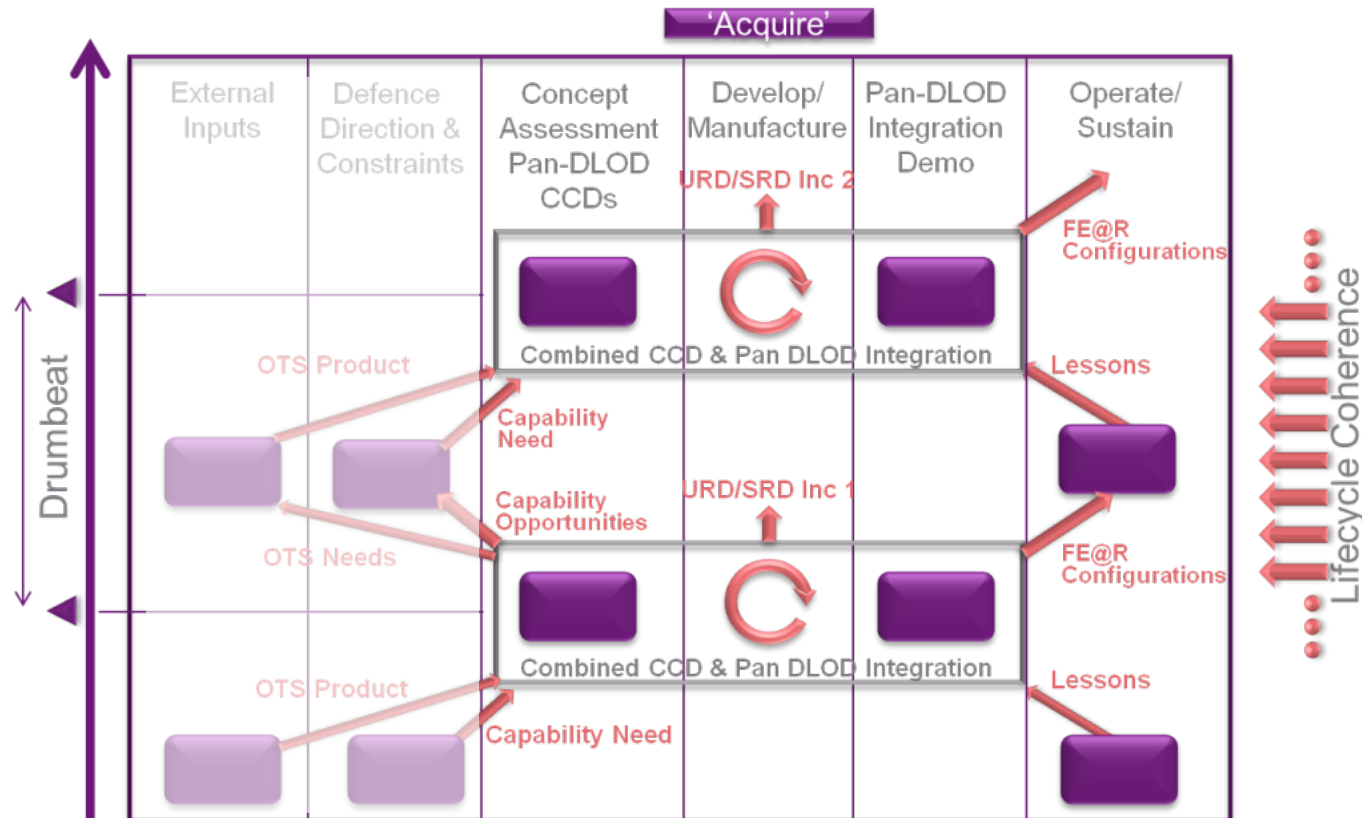 'Acquire'
External
Inputs
Defence
Direction &
Constraints
Concept
Assessment
Pan-DLOD
CCDs
Develop/
Manufacture
Pan-DLOD
Integration
Demo
Operate/
Sustain
URD/SRD Inc 2
FE@R
Configurations
Combined CCD & Pan DLOD Integration
OTS Product
Lessons
Capability
Need
Drumbeat
Lifecycle Coherence
URD/SRD Inc 1
Capability
Opportunities
OTS Needs
FE@R
Configurations
Combined CCD & Pan DLOD Integration
OTS Product
Lessons
Capability Need